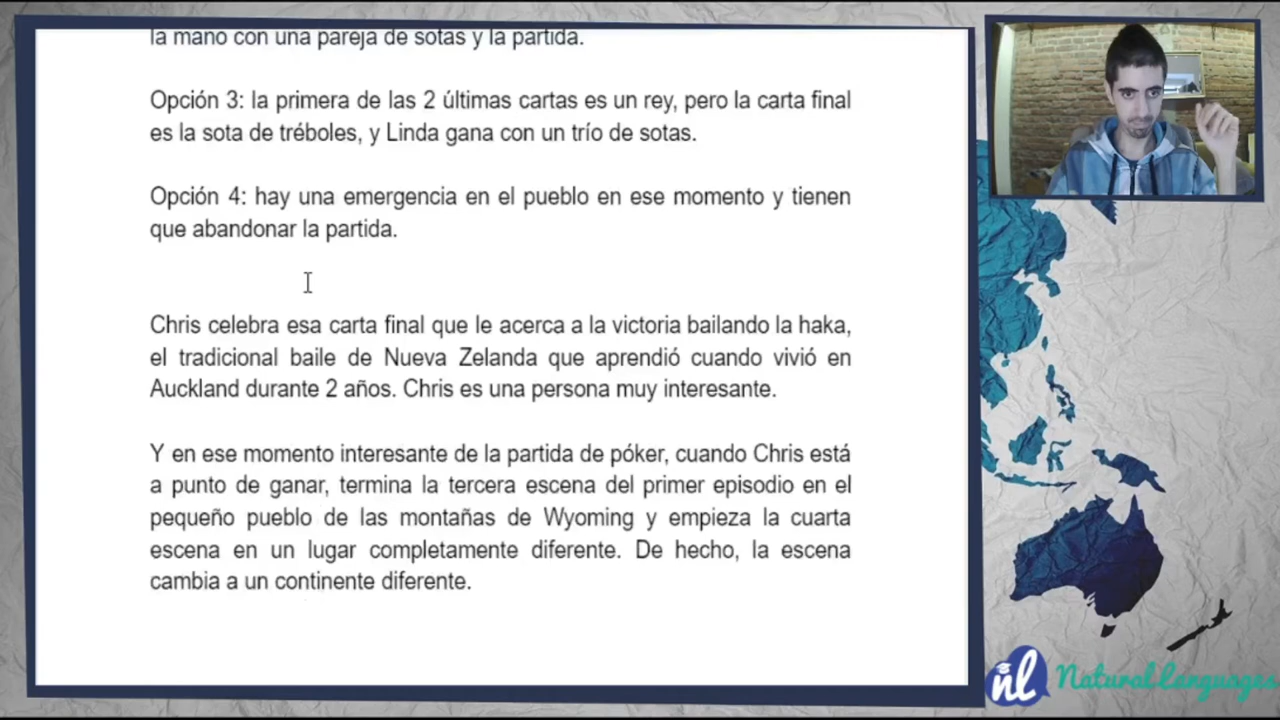 la mano con una pareja de sotas y la partida.
Opción 3: la primera de las 2 últimas cartas es un rey, pero la carta final
es la sota de tréboles, y Linda gana con un trío de sotas.
Opción 4: hay una emergencia en el pueblo en ese momento y tienen
que abandonar la partida.
Chris celebra esa carta final que le acerca a la victoria bailando la haka,
el tradicional baile de Nueva Zelanda que aprendió cuando vivió en
Auckland durante 2 años. Chris es una persona muy interesante.
Y en ese momento interesante de la partida de póker, cuando Chris está
a punto de ganar, termina la tercera escena del primer episodio en el
pequeño pueblo de las montañas de Wyoming y empieza la cuarta
escena en un lugar completamente diferente. De hecho, la escena
cambia a un continente diferente.
nl Natural Languages